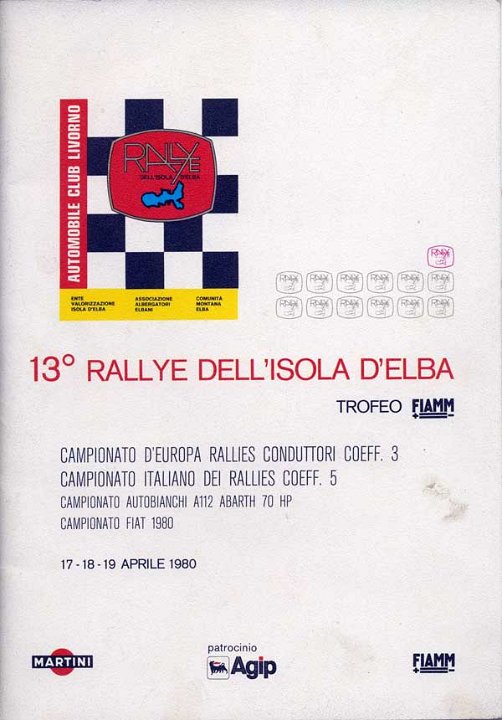 AUTOMOBILE CLUB LIVORNO
RALLYE
DELL'ISOLA D'ELBA
ENTE
VALORIZZAZIONE
ISOLA D'ELBA
ASSOCIAZIONE
ALBERGATORI
ELBANI
COMUNITÀ
MONTANA
ELBA
RALLYE
13° RALLYE DELL'ISOLA D'ELBA
TROFEO FIAMM
CAMPIONATO D'EUROPA RALLIES CONDUTTORI COEFF. 3
CAMPIONATO ITALIANO DEI RALLIES COEFF. 5
CAMPIONATO AUTOBIANCHI A112 ABARTH 70 HP
CAMPIONATO FIAT 1980
17-18-19 APRILE 1980
MARTINI
patrocinio
Agip
FIAMM